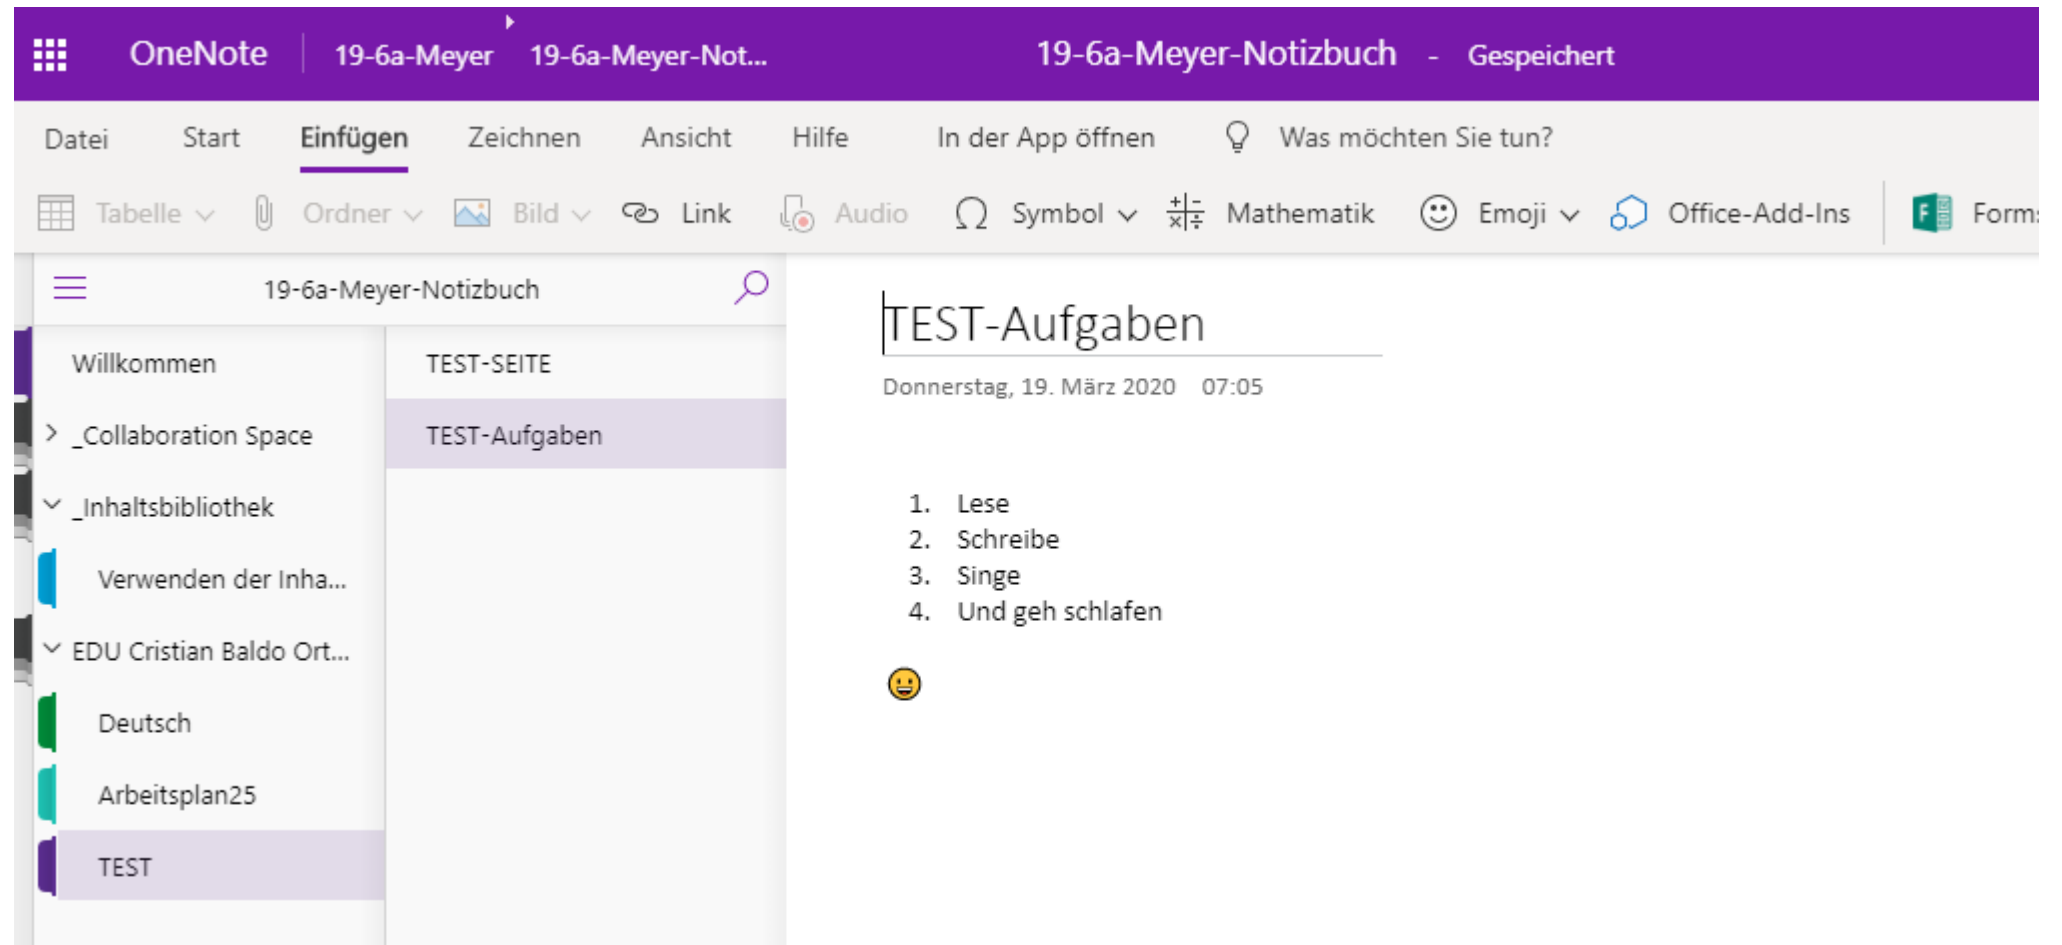 OneNote 19-6a-Meyer 19-6a-Meyer-Not... 19-6a-Meyer-Notizbuch - Gespeichert
Datei Start Einfügen Zeichnen Ansicht Hilfe In der App öffnen Was möchten Sie tun?
Tabelle Ordner Bild Link Audio Symbol Mathematik Emoji Office-Add-Ins Forms
19-6a-Meyer-Notizbuch
Willkommen
_Collaboration Space
_Inhaltsbibliothek
Verwenden der Inha...
EDU Cristian Baldo Ort...
Deutsch
Arbeitsplan25
TEST
TEST-SEITE
TEST-Aufgaben
TEST-Aufgaben
Donnerstag, 19. März 2020 07:05
1. Lese
2. Schreibe
3. Singe
4. Und geh schlafen
😀